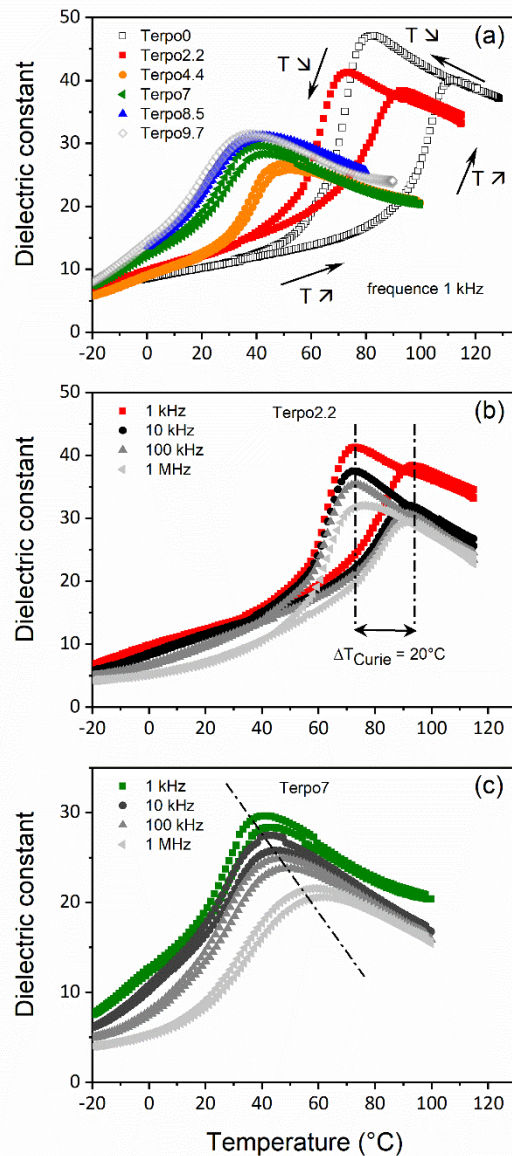 50
40
30
20
10
0
Dielectric constant
Terpo0
Terpo2.2
Terpo4.4
Terpo7
Terpo8.5
Terpo9.7
(a)
T ↘
T ↘
T ↗
T ↗
frequence 1 kHz
-20 0 20 40 60 80 100 120
50
40
30
20
10
0
Dielectric constant
1 kHz
10 kHz
100 kHz
1 MHz
Terpo2.2
(b)
ΔTCurie = 20°C
-20 0 20 40 60 80 100 120
30
20
10
0
Dielectric constant
1 kHz
10 kHz
100 kHz
1 MHz
Terpo7
(c)
-20 0 20 40 60 80 100 120
Temperature (°C)